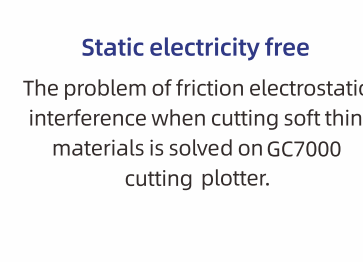 Static electricity free
The problem of friction electrostatic
interference when cutting soft thin
materials is solved on GC7000
cutting plotter.